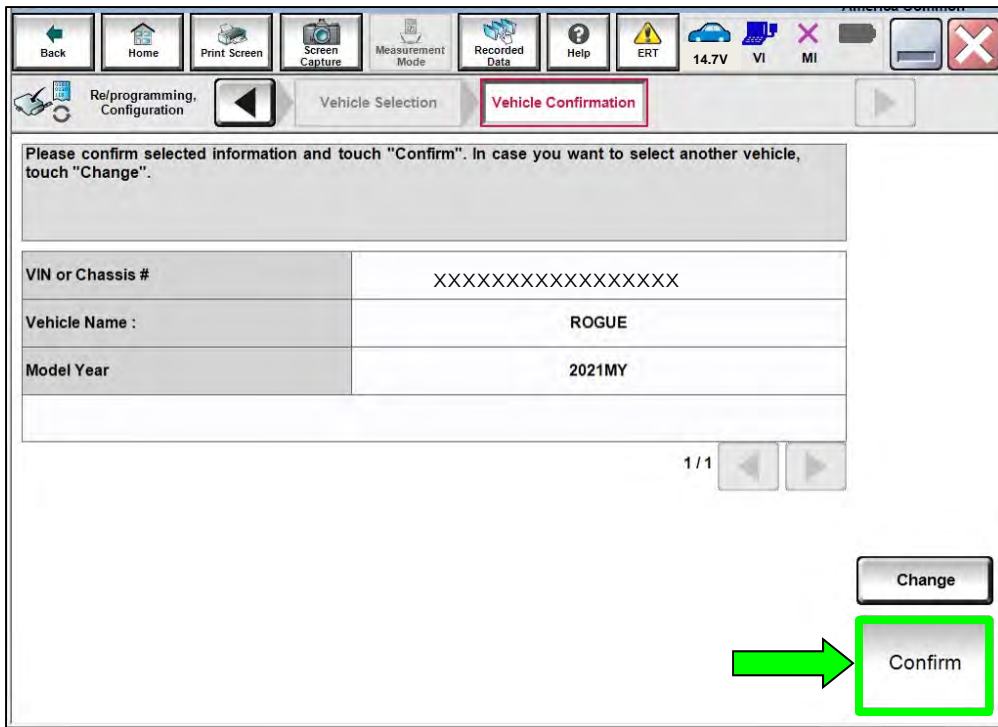 America Common
Back
Home
Print Screen
Screen
Capture
Measurement
Mode
Recorded
Data
Help
ERT
14.7V
VI
MI
Re/programming,
Configuration
Vehicle Selection
Vehicle Confirmation
Please confirm selected information and touch "Confirm". In case you want to select another vehicle,
touch "Change".
VIN or Chassis #
XXXXXXXXXXXXXXXXX
Vehicle Name :
ROGUE
Model Year
2021MY
1 / 1
Change
Confirm